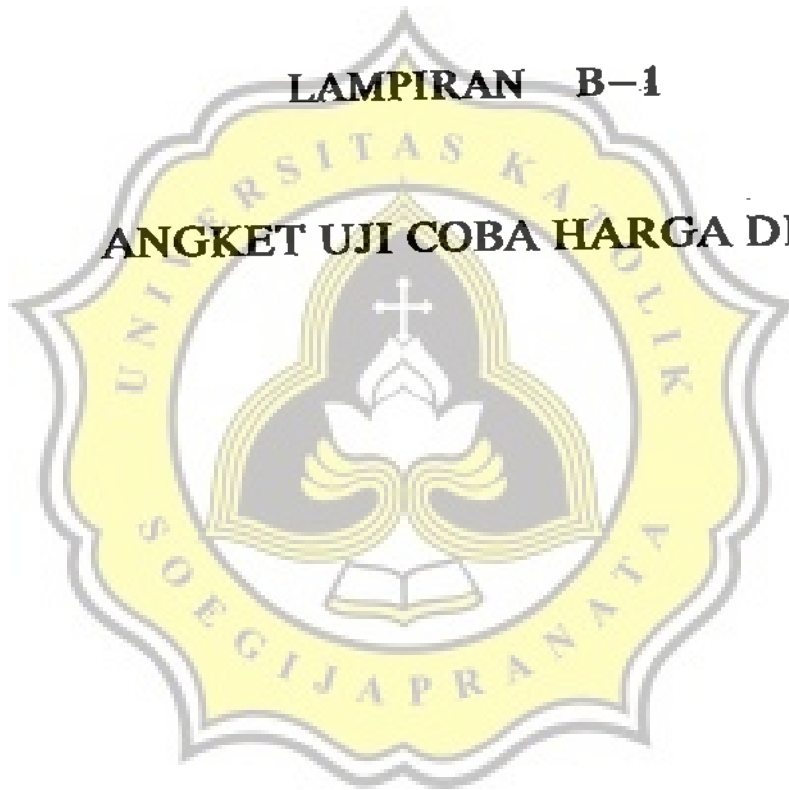 LAMPIRAN B-1
ANGKET UJI COBA HARGA
UNIVERSITAS KATOLIK
SOEGIJAPRANATA